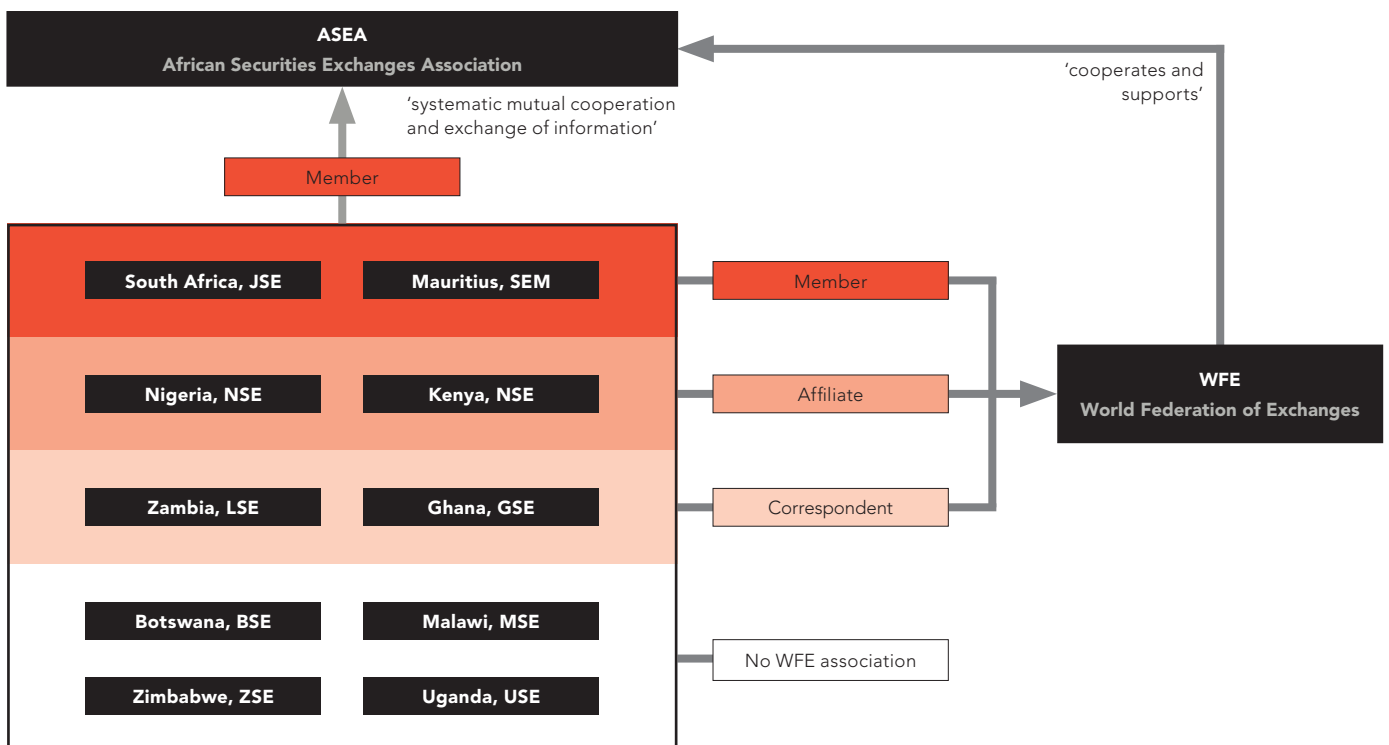 ASEA
African Securities Exchanges Association
‘cooperates and
supports’
‘systematic mutual cooperation
and exchange of information’
Member
South Africa, JSE
Mauritius, SEM
Member
Nigeria, NSE
Kenya, NSE
Affiliate
WFE
World Federation of Exchanges
Zambia, LSE
Ghana, GSE
Correspondent
Botswana, BSE
Malawi, MSE
No WFE association
Zimbabwe, ZSE
Uganda, USE